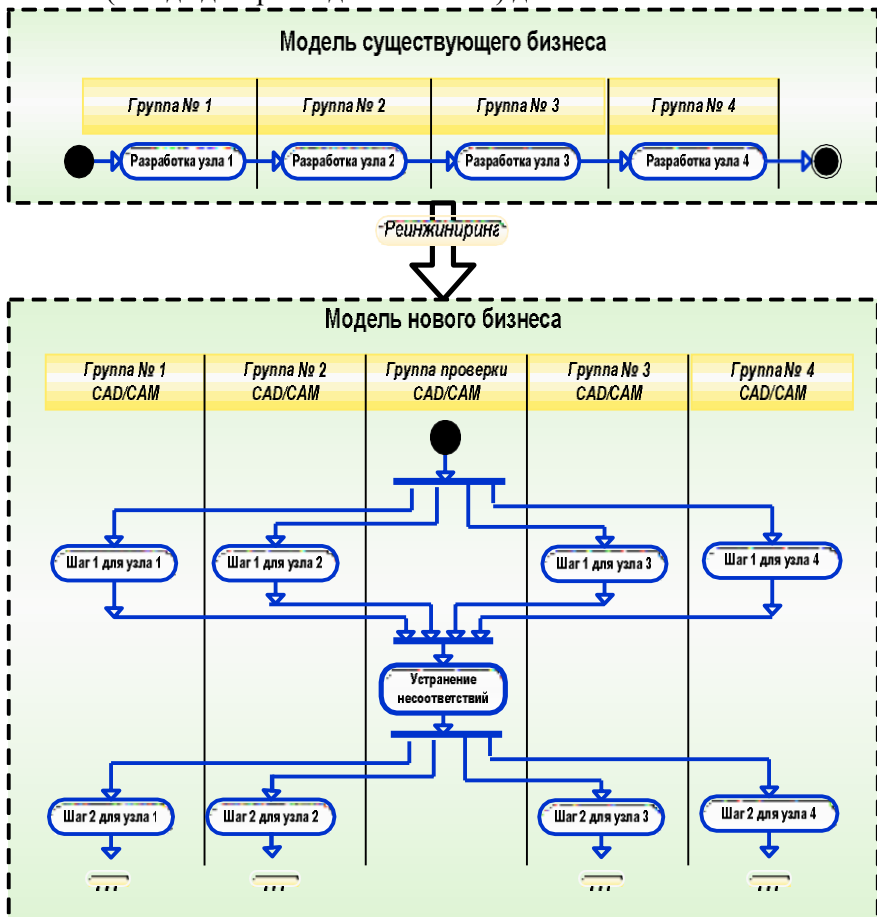 Модель существующего бизнеса
Группа № 1
Группа № 2
Группа № 3
Группа № 4
Разработка узла 1
Разработка узла 2
Разработка узла 3
Разработка узла 4
Реинжиниринг
Модель нового бизнеса
Группа № 1
CAD/CAM
Группа № 2
CAD/CAM
Группа проверки
CAD/CAM
Группа № 3
CAD/CAM
Группа № 4
CAD/CAM
Шаг 1 для узла 1
Шаг 1 для узла 2
Шаг 1 для узла 3
Шаг 1 для узла 4
Устранение
несоответствий
Шаг 2 для узла 1
Шаг 2 для узла 2
Шаг 2 для узла 3
Шаг 2 для узла 4